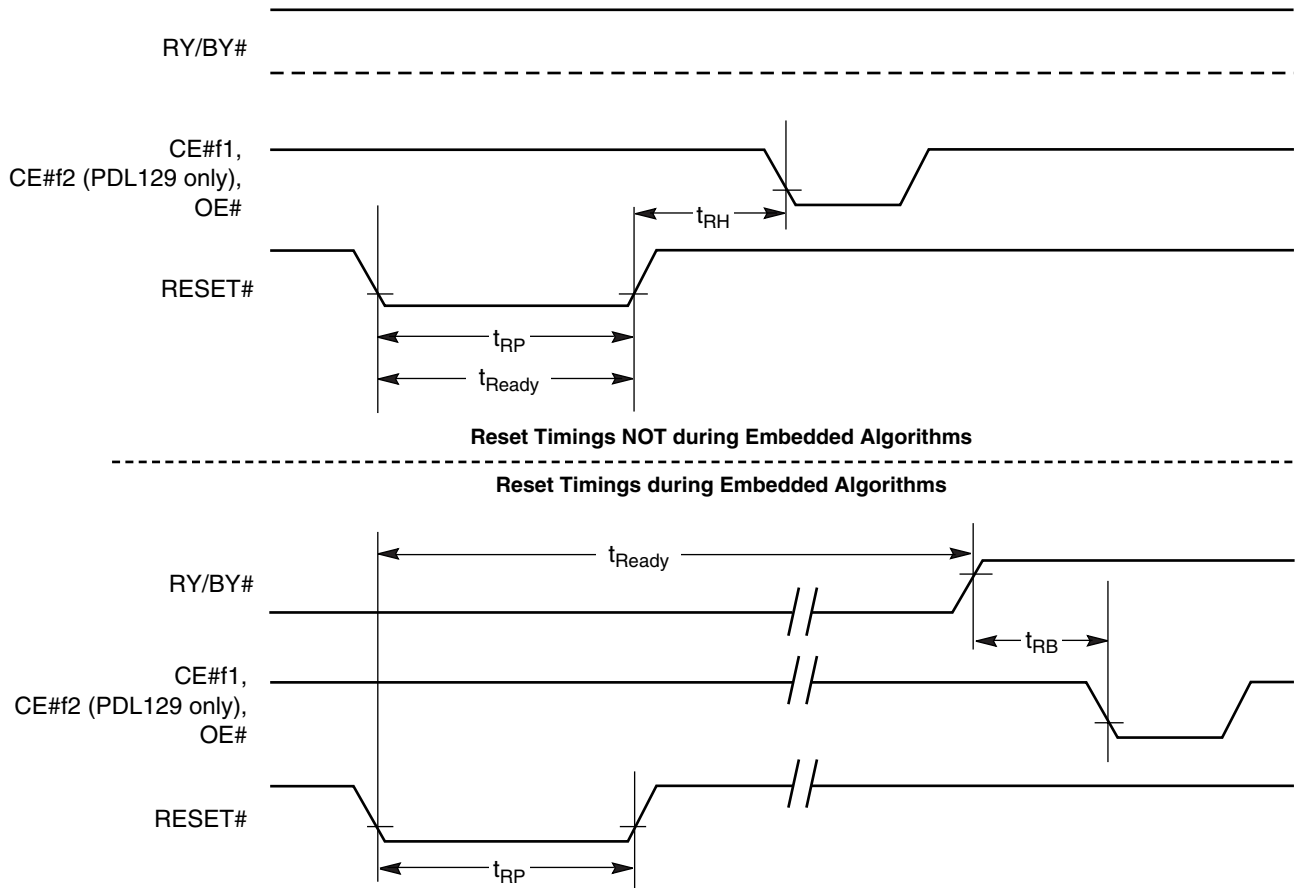 RY/BY#
CE#f1,
CE#f2 (PDL129 only),
OE#
tRH
RESET#
tRP
tReady
Reset Timings NOT during Embedded Algorithms
Reset Timings during Embedded Algorithms
tReady
RY/BY#
tRB
CE#f1,
CE#f2 (PDL129 only),
OE#
RESET#
tRP